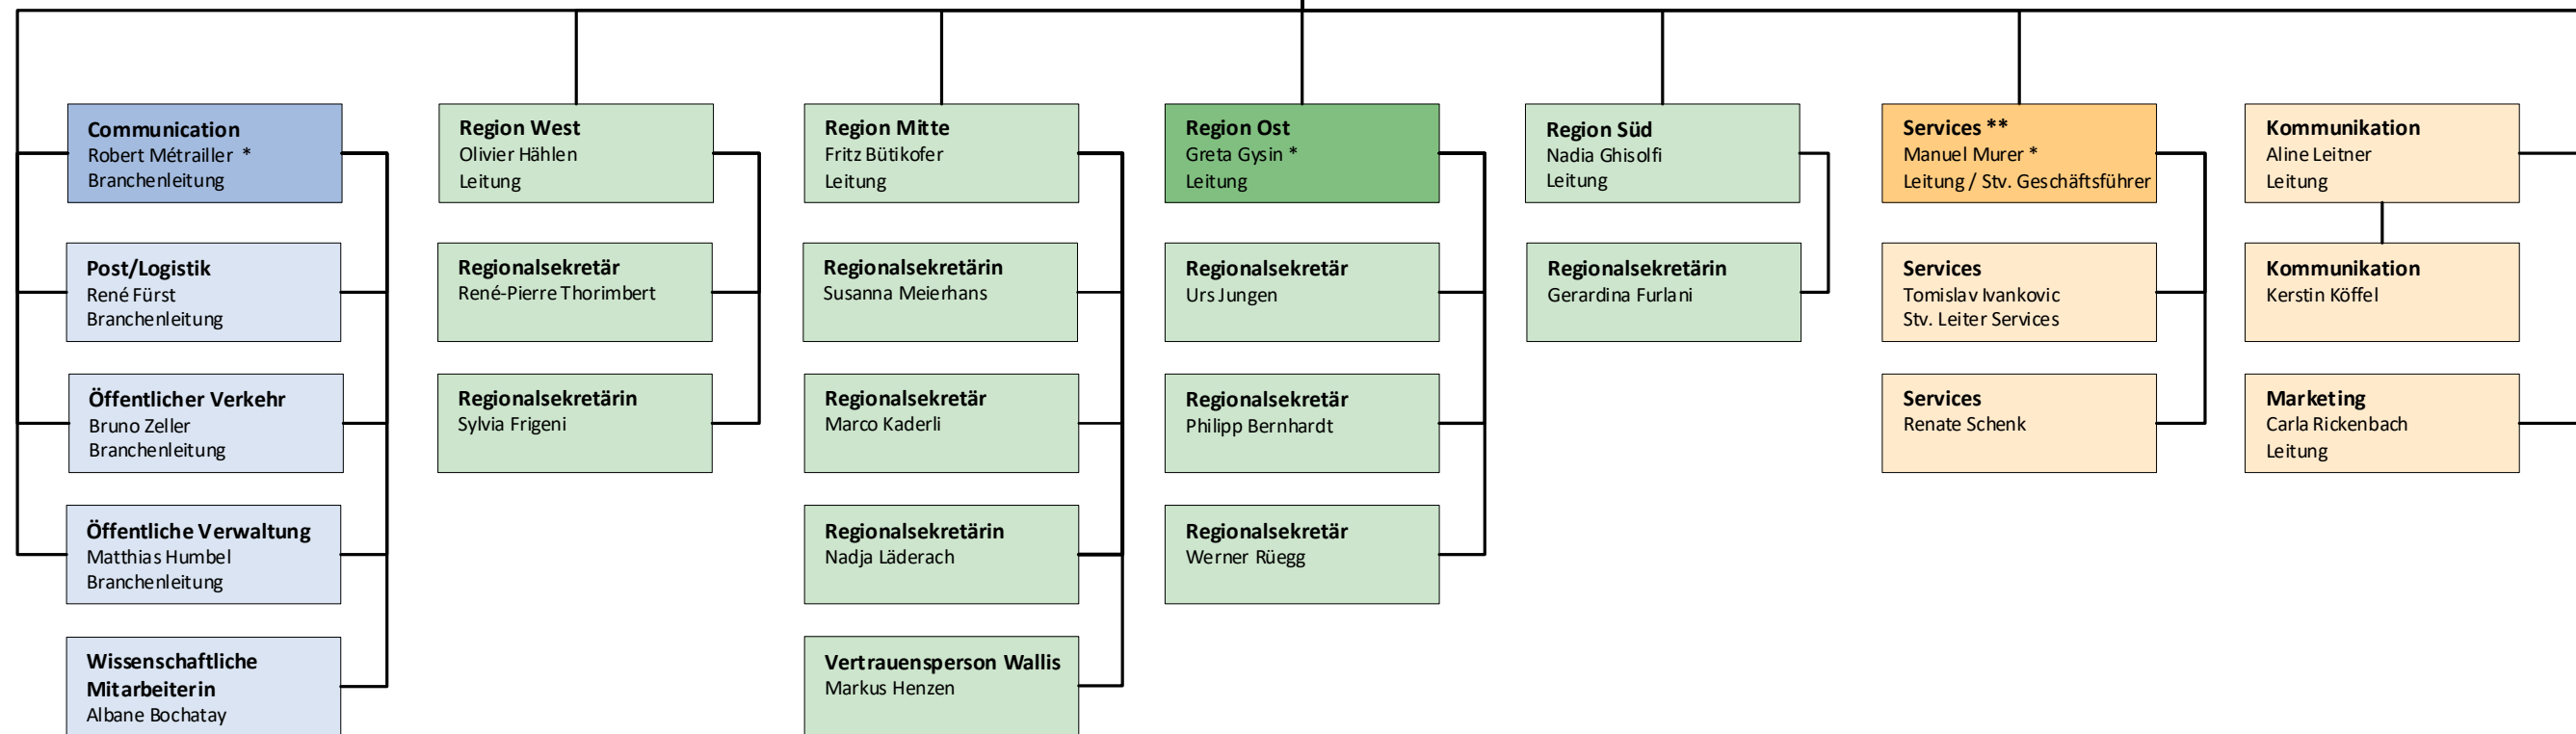 Communication
Robert Métrailler *
Branchenleitung
Post/Logistik
René Fürst
Branchenleitung
Öffentlicher Verkehr
Bruno Zeller
Branchenleitung
Öffentliche Verwaltung
Matthias Humbel
Branchenleitung
Wissenschaftliche
Mitarbeiterin
Albane Bochatay
Region West
Olivier Hählen
Leitung
Regionalsekretär
René-Pierre Thorimbert
Regionalsekretärin
Sylvia Frigeni
Region Mitte
Fritz Bütikofer
Leitung
Regionalsekretärin
Susanna Meierhans
Regionalsekretär
Marco Kaderli
Regionalsekretärin
Nadja Läderach
Vertrauensperson Wallis
Markus Henzen
Region Ost
Greta Gysin *
Leitung
Regionalsekretär
Urs Jungen
Regionalsekretär
Philipp Bernhardt
Regionalsekretär
Werner Rüegg
Region Süd
Nadia Ghisolfi
Leitung
Regionalsekretärin
Gerardina Furlani
Services **
Manuel Murer *
Leitung / Stv. Geschäftsführer
Services
Tomislav Ivankovic
Stv. Leiter Services
Services
Renate Schenk
Kommunikation
Aline Leitner
Leitung
Kommunikation
Kerstin Köffel
Marketing
Carla Rickenbach
Leitung